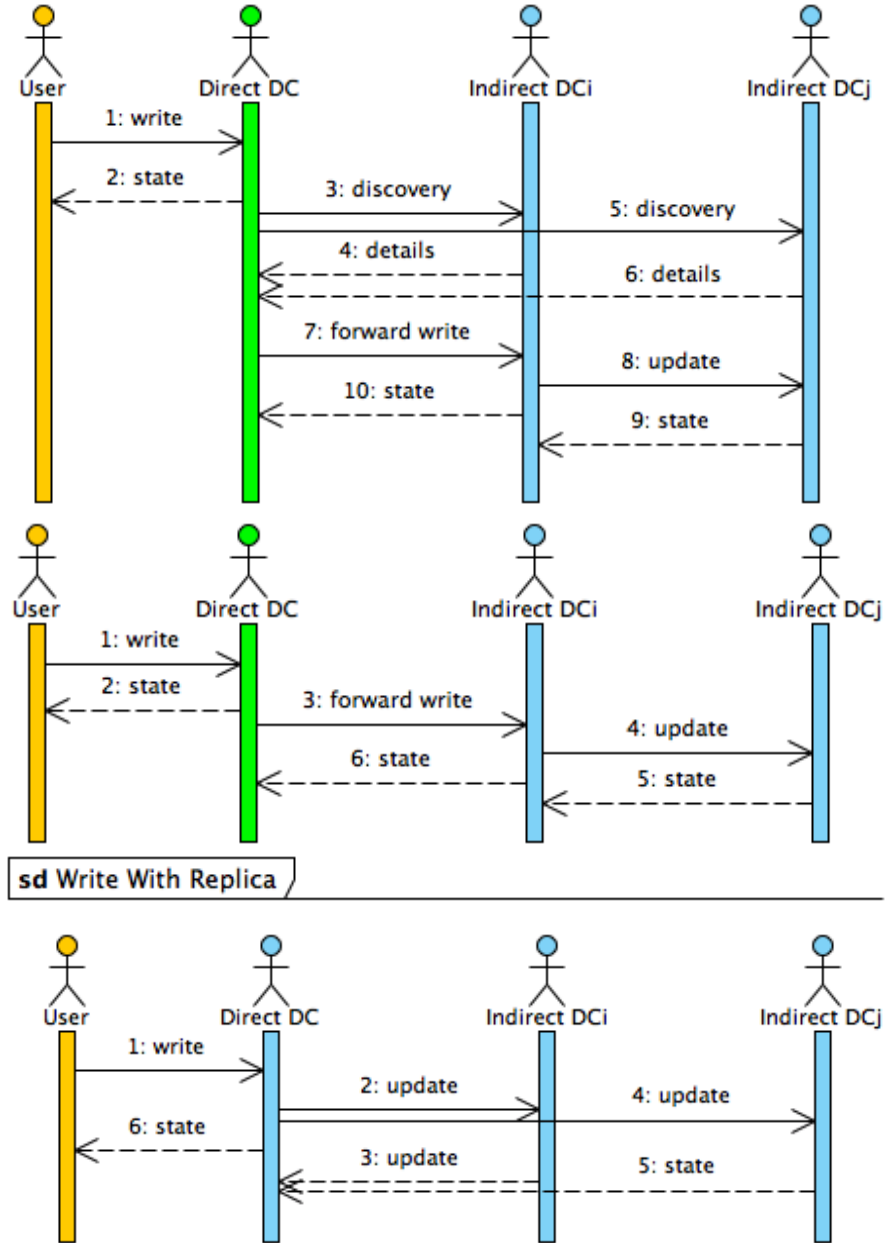 User Direct DC Indirect DCi Indirect DCj
1: write
2: state
3: discovery
5: discovery
4: details
6: details
7: forward write
8: update
10: state
9: state
User Direct DC Indirect DCi Indirect DCj
1: write
2: state
3: forward write
4: update
6: state
5: state
sd Write With Replica
User Direct DC Indirect DCi Indirect DCj
1: write
2: update
4: update
6: state
3: update
5: state